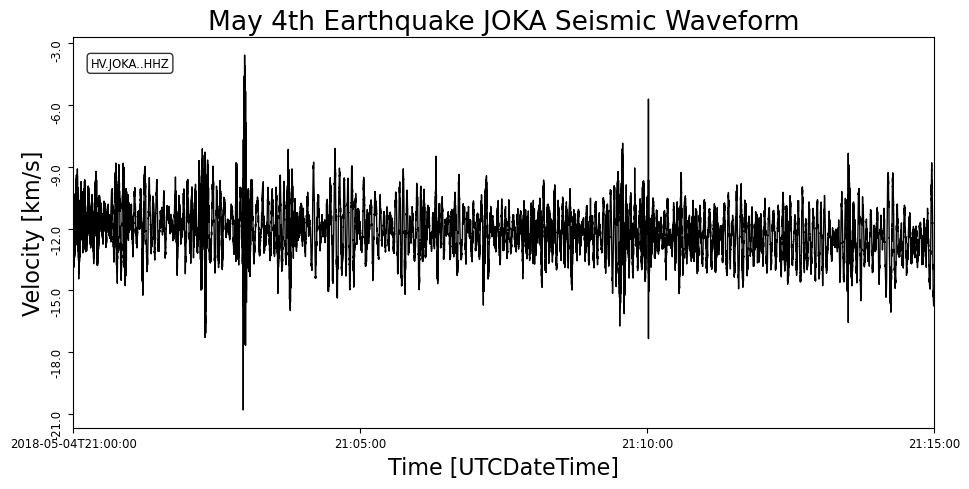 May 4th Earthquake JOKA Seismic Waveform
HV.JOKA..HHZ
Velocity [km/s]
-3.0
-6.0
-9.0
-12.0
-15.0
-18.0
-21.0
2018-05-04T21:00:00
21:05:00
21:10:00
21:15:00
Time [UTCDateTime]